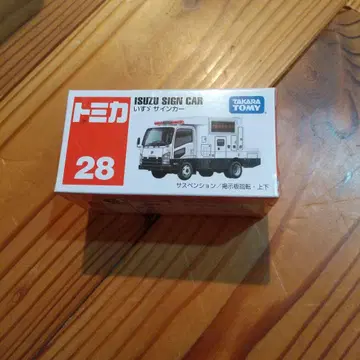 トミカ
28
ISUZU SIGN CAR
いすゞ サインカー
TAKARA
TOMY
サスペンション/掲示板回転・上下